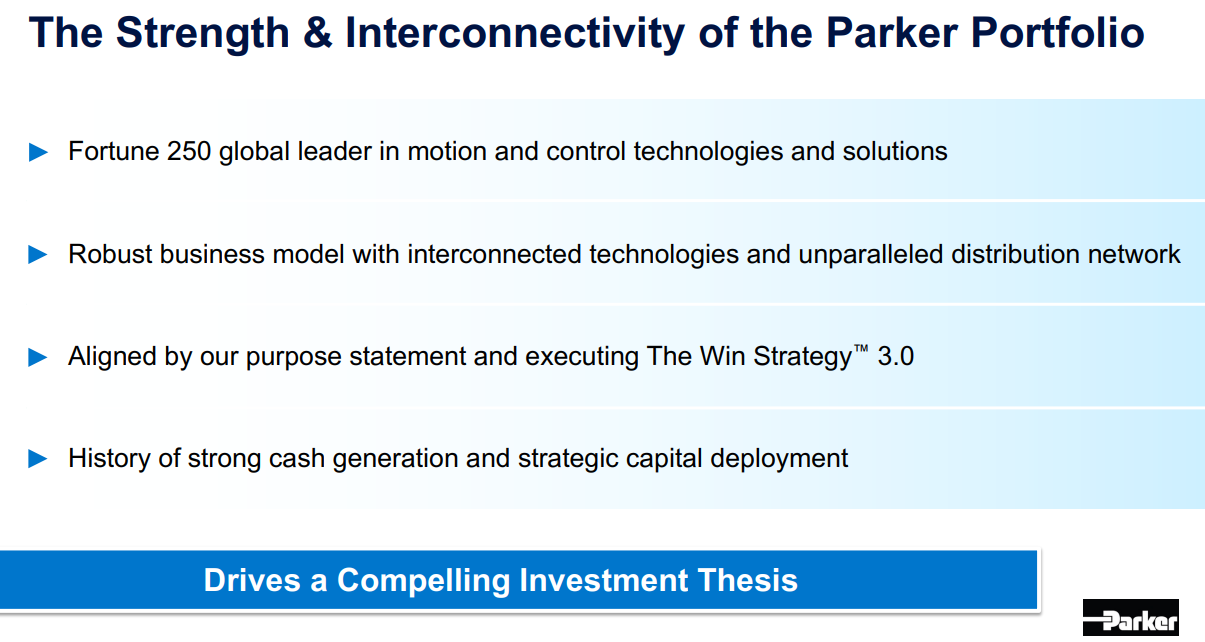 The Strength & Interconnectivity of the Parker Portfolio
Fortune 250 global leader in motion and control technologies and solutions
Robust business model with interconnected technologies and unparalleled distribution network
Aligned by our purpose statement and executing The Win Strategy™ 3.0
History of strong cash generation and strategic capital deployment
Drives a Compelling Investment Thesis
Parker